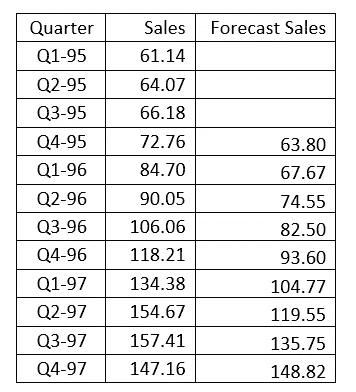 Quarter Sales Forecast Sales
Q1-95 61.14
Q2-95 64.07
Q3-95 66.18
Q4-95 72.76 63.80
Q1-96 84.70 67.67
Q2-96 90.05 74.55
Q3-96 106.06 82.50
Q4-96 118.21 93.60
Q1-97 134.38 104.77
Q2-97 154.67 119.55
Q3-97 157.41 135.75
Q4-97 147.16 148.82